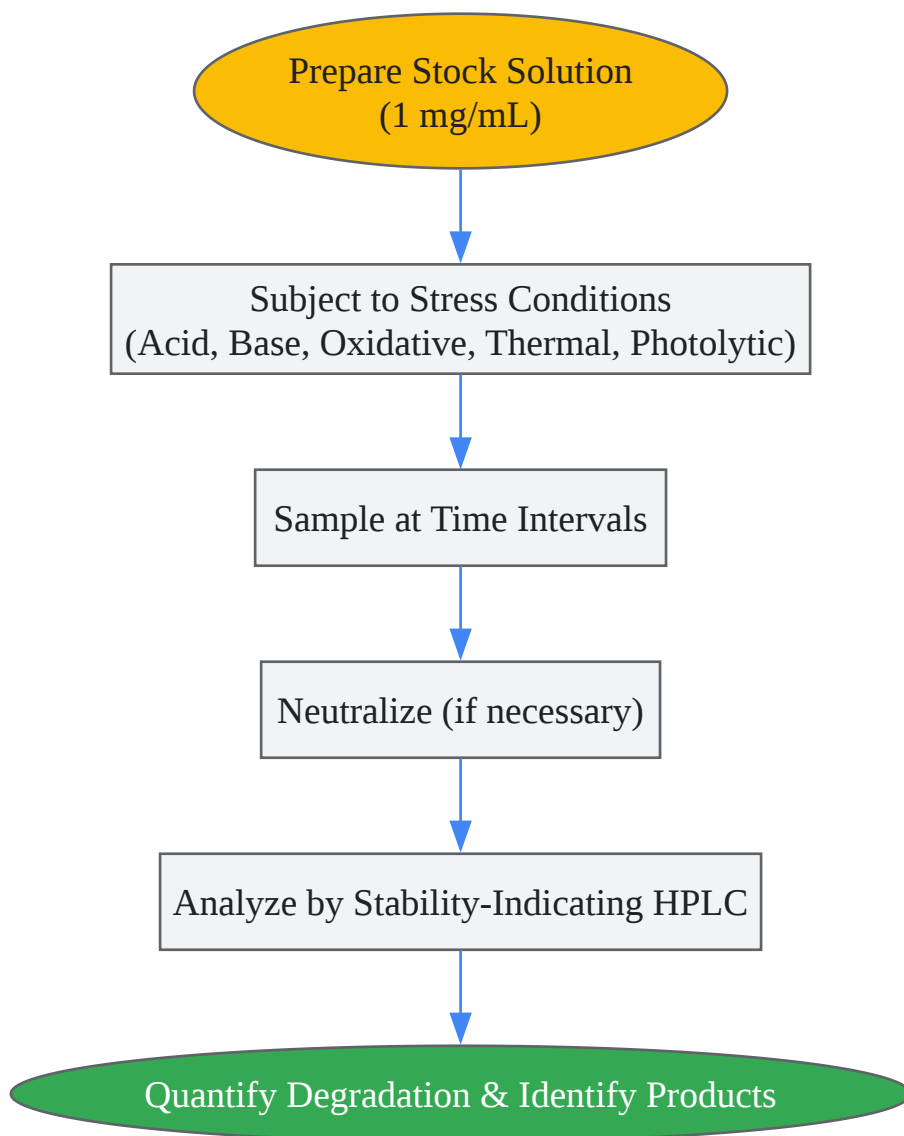 Prepare Stock Solution
(1 mg/mL)
Subject to Stress Conditions
(Acid, Base, Oxidative, Thermal, Photolytic)
Sample at Time Intervals
Neutralize (if necessary)
Analyze by Stability-Indicating HPLC
Quantify Degradation & Identify Products